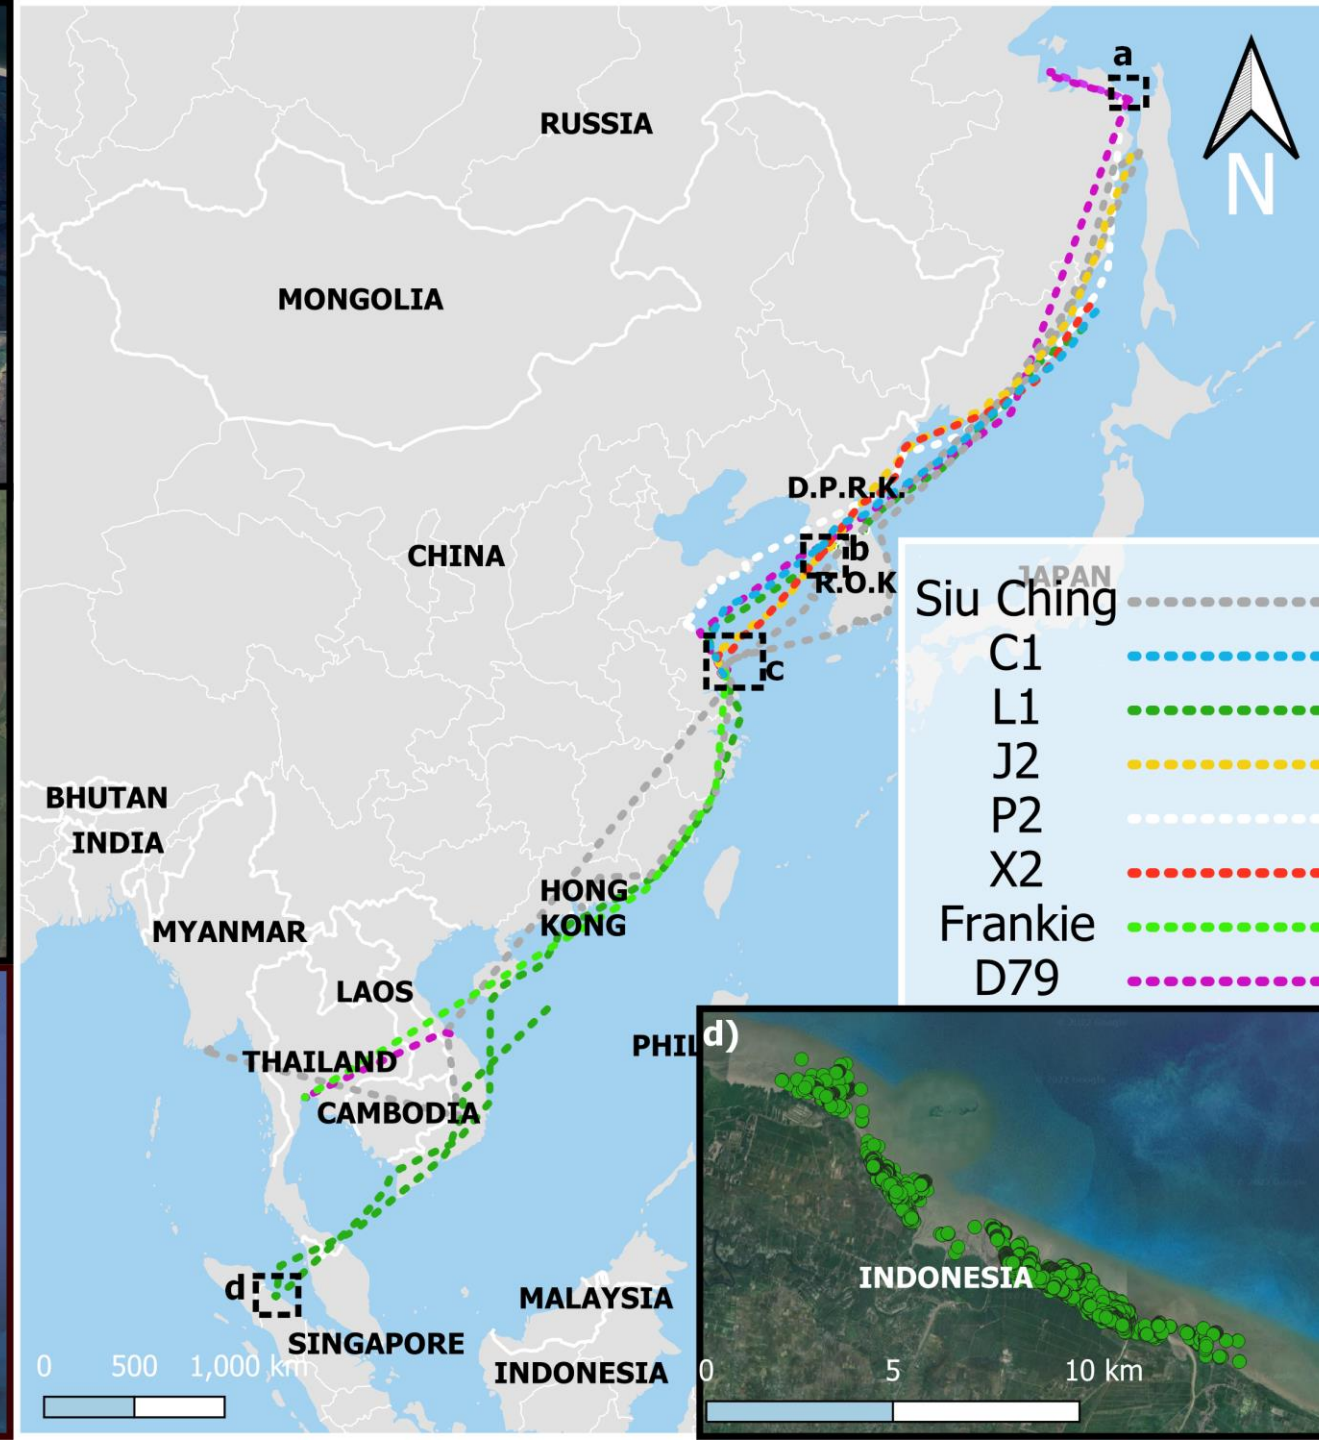 a
N
RUSSIA
MONGOLIA
D.P.R.K.
CHINA
b
R.O.K
JAPAN
c
Siu Ching
C1
L1
J2
P2
X2
Frankie
D79
BHUTAN
INDIA
HONG
KONG
MYANMAR
LAOS
THAILAND
CAMBODIA
PHIL
d
MALAYSIA
SINGAPORE
INDONESIA
0 500 1,000 km
d)
INDONESIA
0 5 10 km